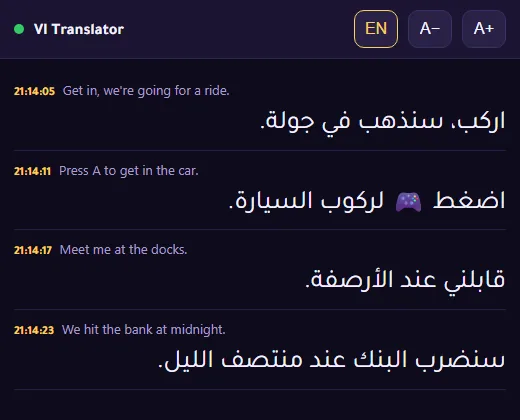 VI Translator
EN A− A+
21:14:05 Get in, we're going for a ride.
اركب، سنذهب في جولة.
21:14:11 Press A to get in the car.
اضغط 🎮 لركوب السيارة.
21:14:17 Meet me at the docks.
قابلني عند الأرصفة.
21:14:23 We hit the bank at midnight.
سنضرب البنك عند منتصف الليل.